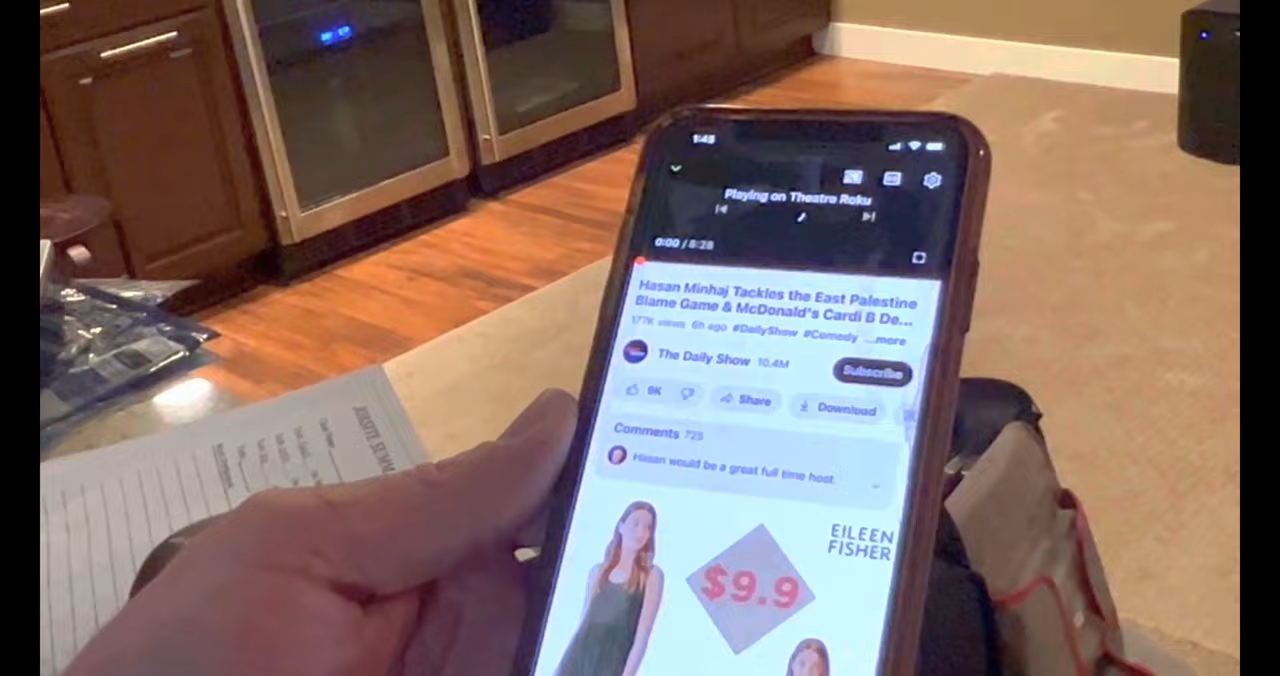 1:45
Playing on Theatre Roku
0:00 / 8:28
Hasan Minhaj Tackles the East Palestine
Blame Game & McDonald's Cardi B De...
177K views 6h ago #DailyShow #Comedy ...more
The Daily Show 10.4M
Subscribe
9K
Share
Download
Comments 725
Hasan would be a great full time host.
EILEEN
FISHER
$9.9